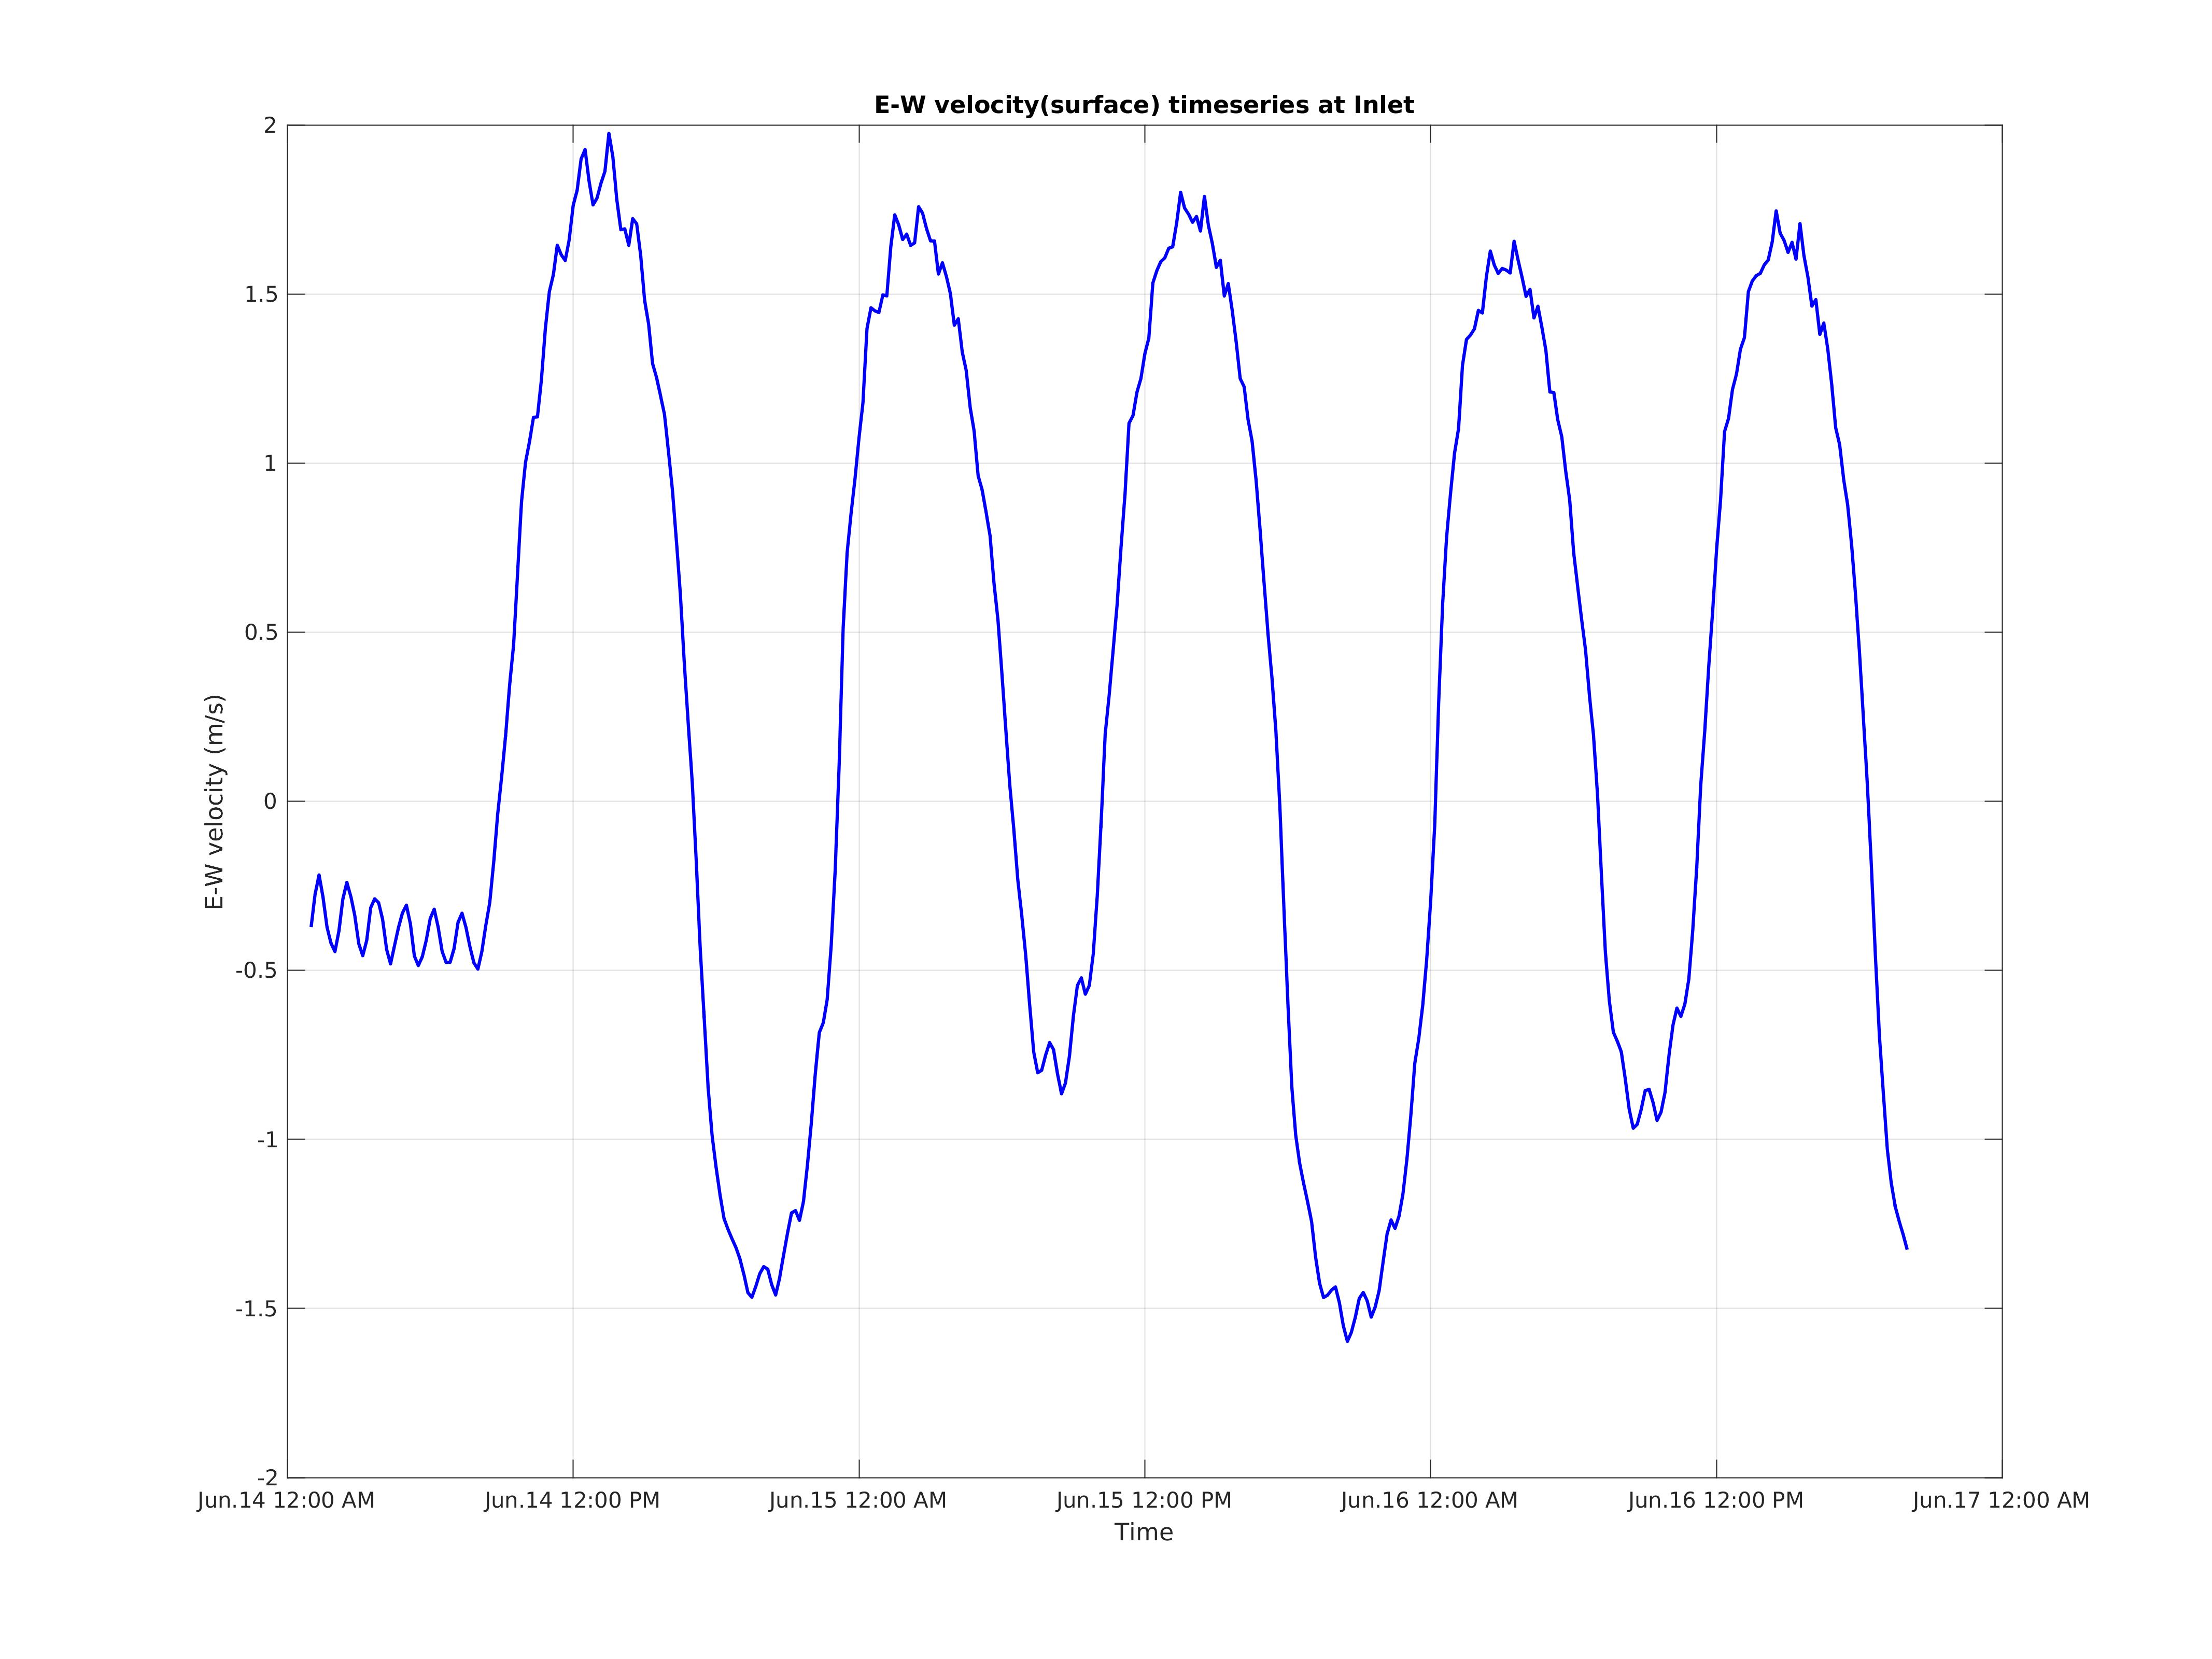 E-W velocity(surface) timeseries at Inlet
2
1.5
1
0.5
0
-0.5
-1
-1.5
-2
E-W velocity (m/s)
Jun.14 12:00 AM Jun.14 12:00 PM Jun.15 12:00 AM Jun.15 12:00 PM Jun.16 12:00 AM Jun.16 12:00 PM Jun.17 12:00 AM
Time